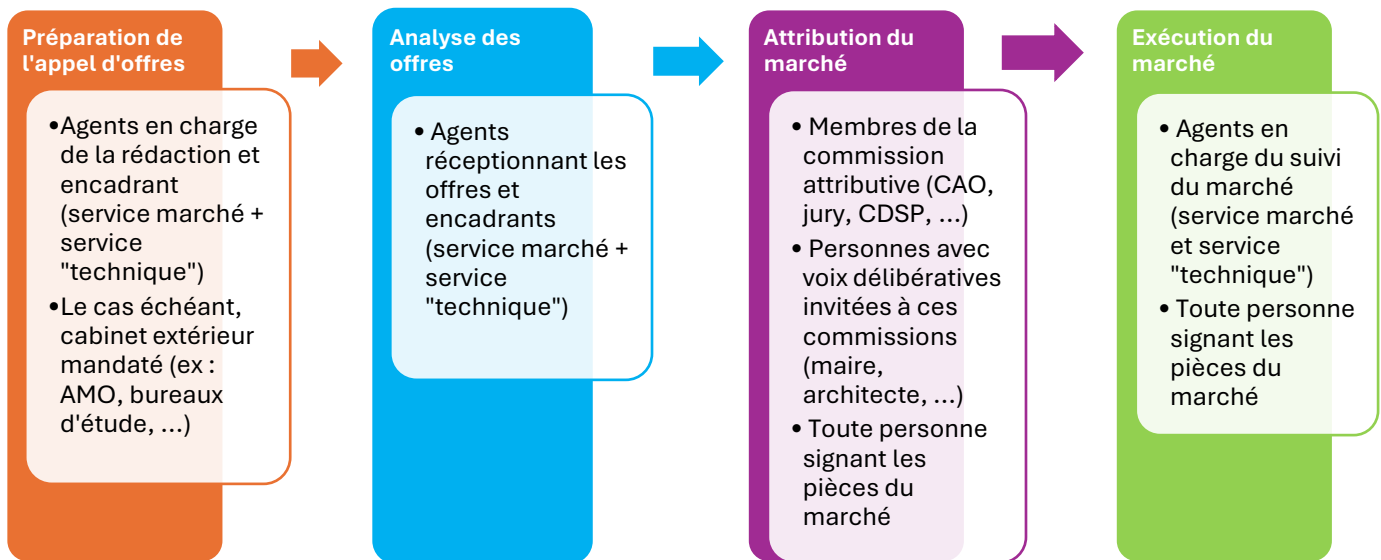 Préparation de
l'appel d'offres
•Agents en charge
de la rédaction et
encadrant
(service marché +
service
"technique")
•Le cas échéant,
cabinet extérieur
mandaté (ex :
AMO, bureaux
d'étude, ...)
Analyse des
offres
• Agents
réceptionnant les
offres et
encadrants
(service marché +
service
"technique")
Attribution du
marché
• Membres de la
commission
attributive (CAO,
jury, CDSP, ...)
• Personnes avec
voix délibératives
invitées à ces
commissions
(maire,
architecte, ...)
• Toute personne
signant les
pièces du
marché
Exécution du
marché
• Agents en
charge du suivi
du marché
(service marché
et service
"technique")
• Toute personne
signant les
pièces du
marché